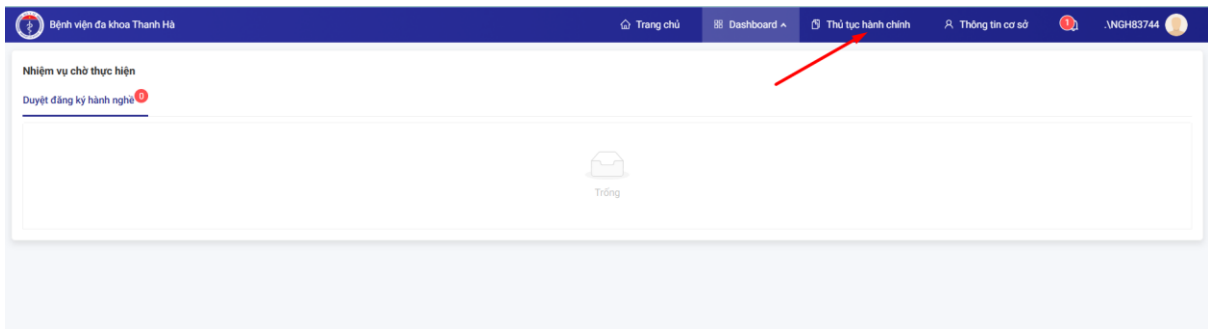 Bệnh viện đa khoa Thanh Hà
Trang chủ
Dashboard
Thủ tục hành chính
Thông tin cơ sở
1
.\NGH83744
Nhiệm vụ chờ thực hiện
Duyệt đăng ký hành nghề 0
Trống